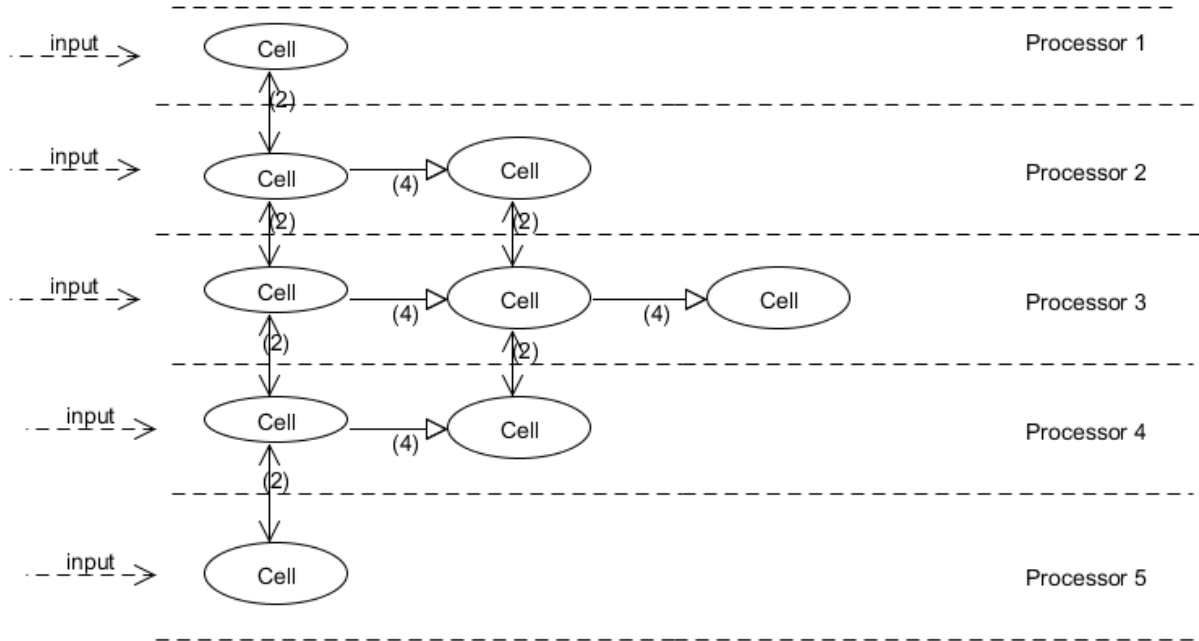 input
Cell
Processor 1
(2)
input
Cell
(4)
Cell
Processor 2
(2)
(2)
input
Cell
(4)
Cell
(4)
Cell
Processor 3
(2)
(2)
input
Cell
(4)
Cell
Processor 4
(2)
input
Cell
Processor 5